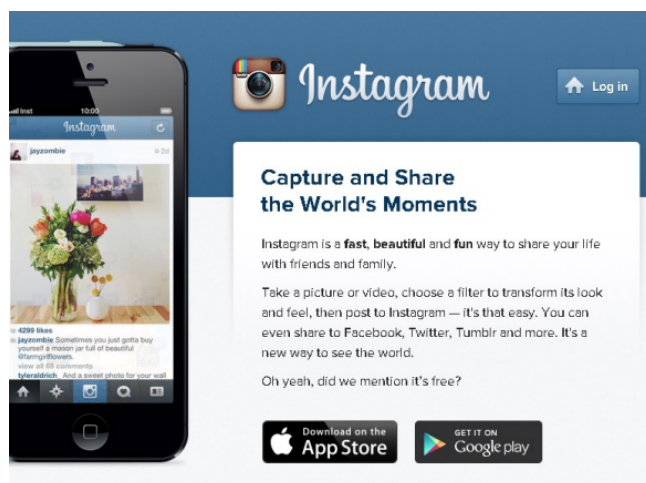 Instagram
Log in
Inst
10:00
Instagram
jayzombie
2d
4299 likes
jayzombie Sometimes you just gotta buy
yourself a mason jar full of beautiful
@farmgirlflowers.
view all 69 comments
tyleraldrich And a sweet photo for your wall
Capture and Share
the World's Moments
Instagram is a fast, beautiful and fun way to share your life
with friends and family.
Take a picture or video, choose a filter to transform its look
and feel, then post to Instagram — it's that easy. You can
even share to Facebook, Twitter, Tumblr and more. It's a
new way to see the world.
Oh yeah, did we mention it's free?
Download on the
App Store
GET IT ON
Google play